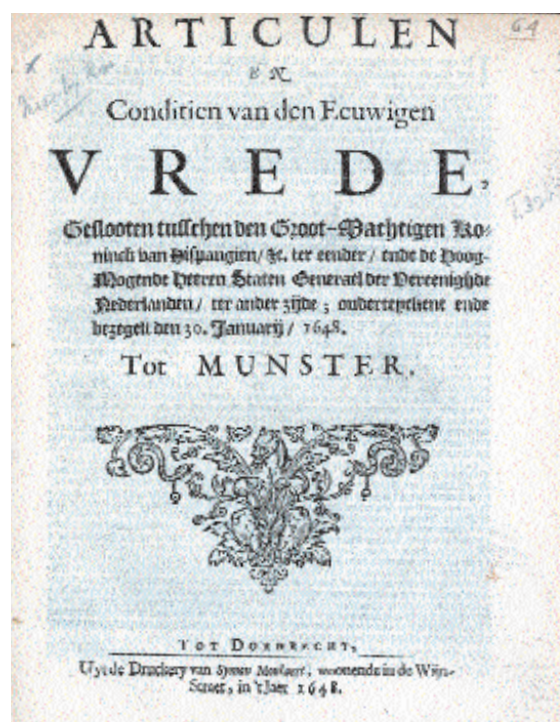 ARTICULEN
64
EN
Conditien van den Eeuwigen
VREDE,
Geslooten tusschen den Groot-Machtigen Ko-
ninck van Hispangien/ &c. ter eender/ ende de Hoog-
Mogende Heeren Staten Generael der Vereenighde
Nederlanden/ ter ander zijde; onderteyckent ende
bezegelt den 30. Januarij/ 1648.
Tot MUNSTER.
TOT DORDRECHT,
Uyt de Druckery van Symon Moulaert, woonende in de Wijn-
Straet, in 't Jaer 1648.